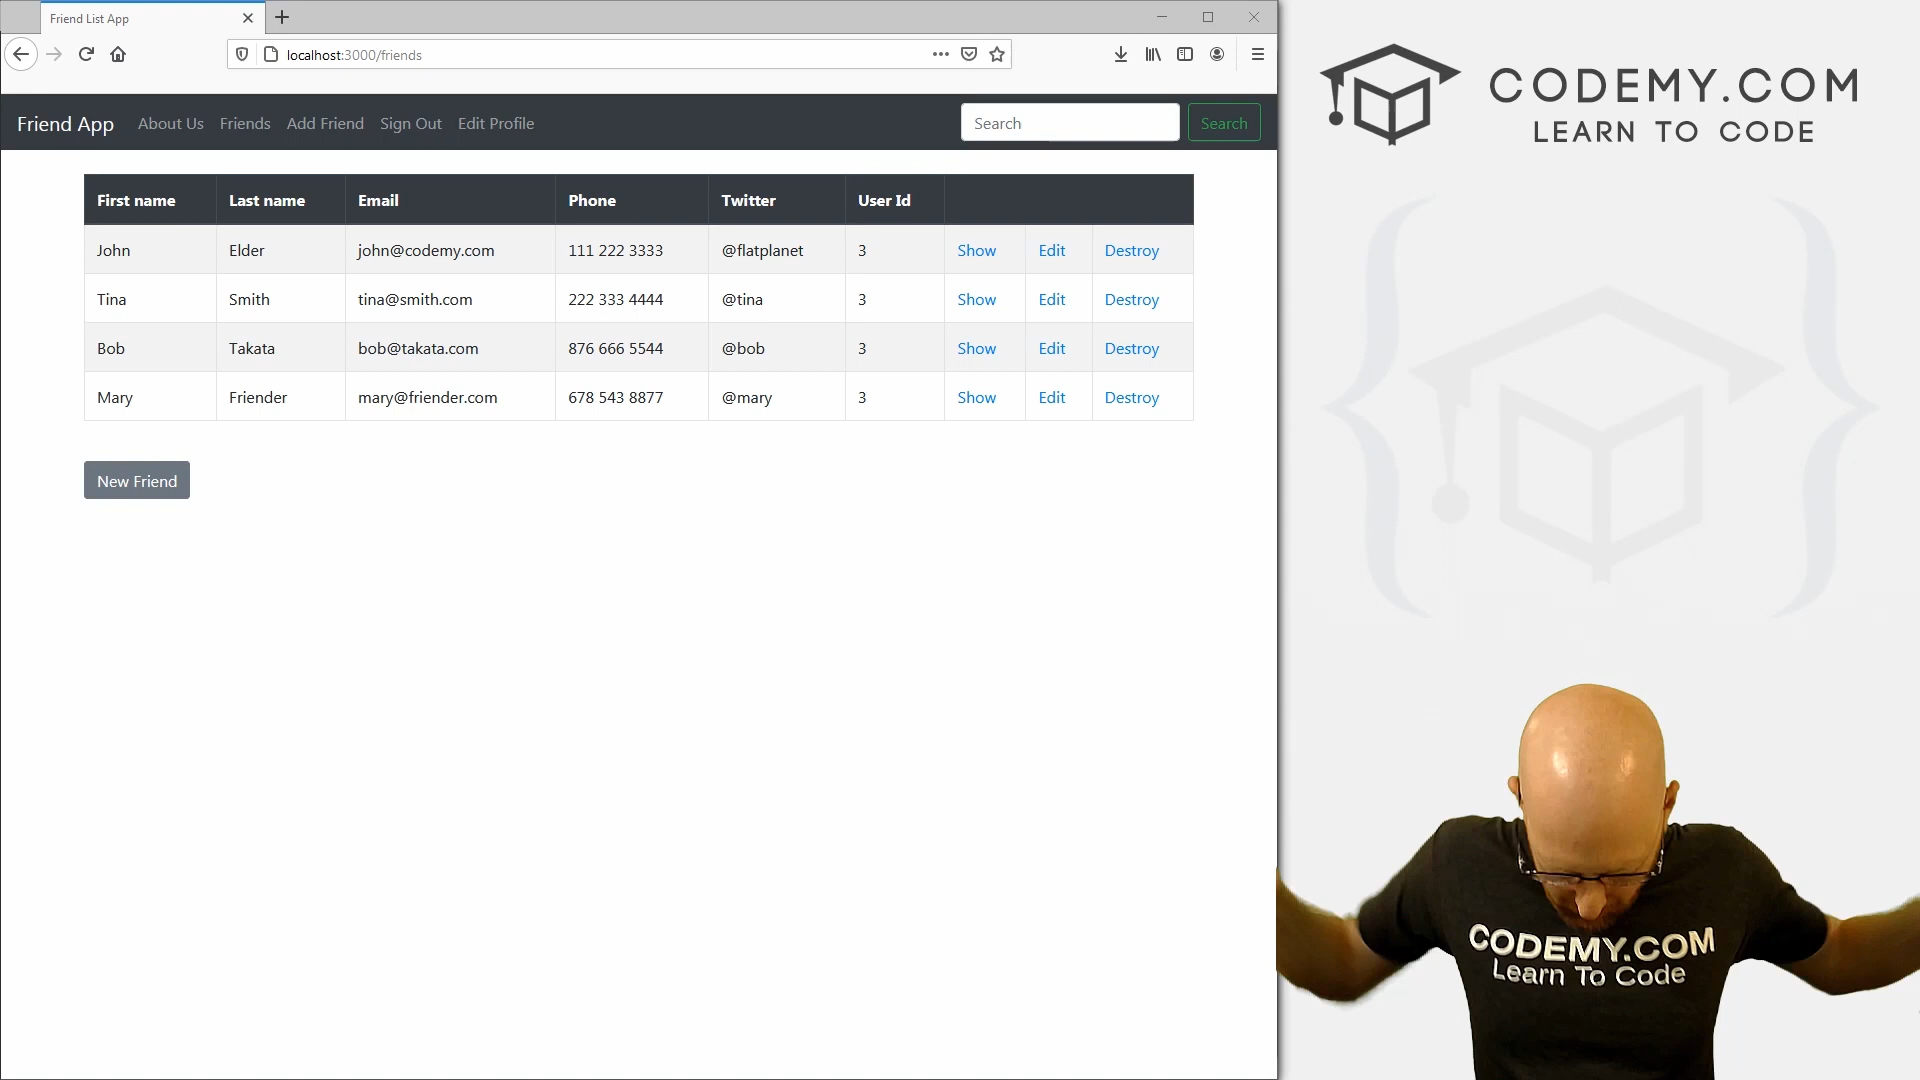 Friend List App
localhost:3000/friends
Friend App About Us Friends Add Friend Sign Out Edit Profile Search Search
First name Last name Email Phone Twitter User Id
John Elder john@codemy.com 111 222 3333 @flatplanet 3 Show Edit Destroy
Tina Smith tina@smith.com 222 333 4444 @tina 3 Show Edit Destroy
Bob Takata bob@takata.com 876 666 5544 @bob 3 Show Edit Destroy
Mary Friender mary@friender.com 678 543 8877 @mary 3 Show Edit Destroy
New Friend
CODEMY.COM
LEARN TO CODE
CODEMY.COM
Learn To Code